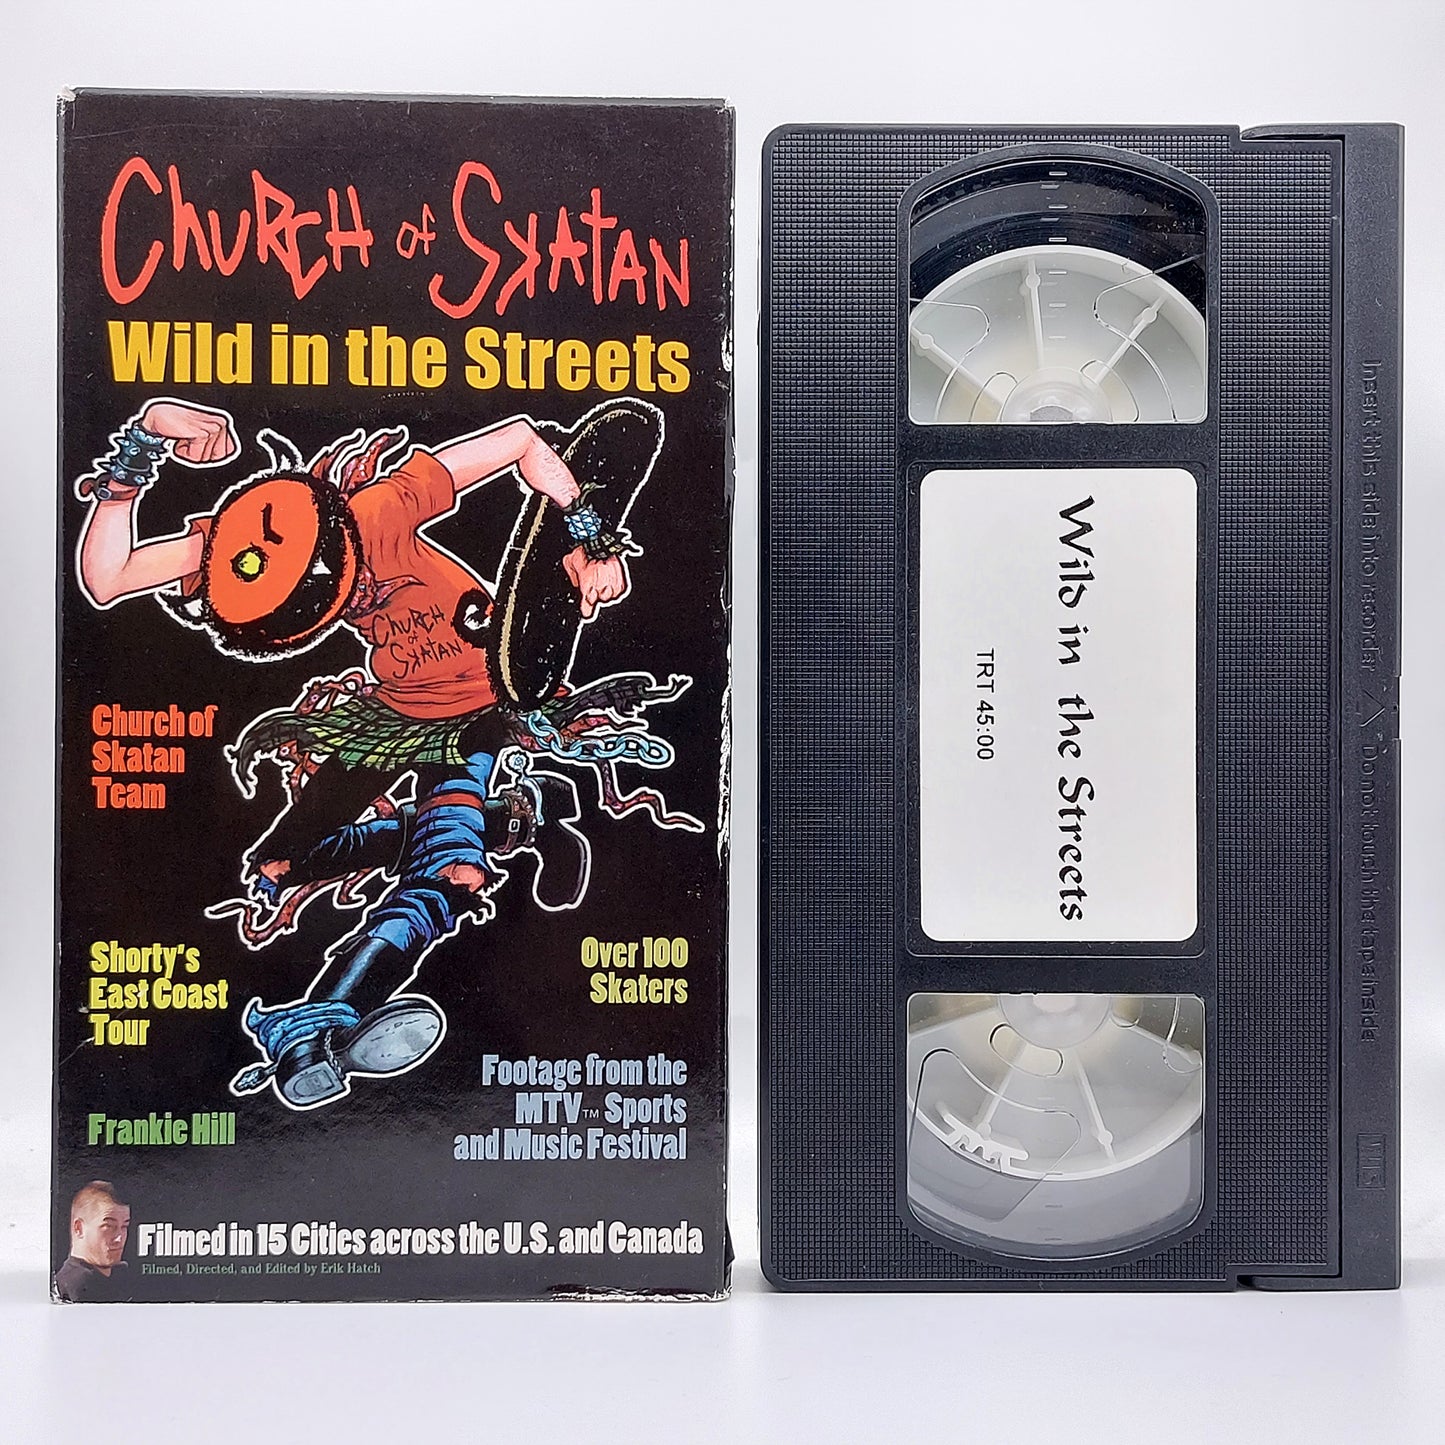 Church of Skatan
Wild in the Streets
Church
of
Skatan
Church of
Skatan
Team
Shorty's
East Coast
Tour
Over 100
Skaters
Footage from the
MTV™ Sports
and Music Festival
Frankie Hill
Filmed in 15 Cities across the U.S. and Canada
Filmed, Directed, and Edited by Erik Hatch
Wild in the Streets
TRT 45:00
Insert this side into recorder △ Do not touch the tape inside
VHS